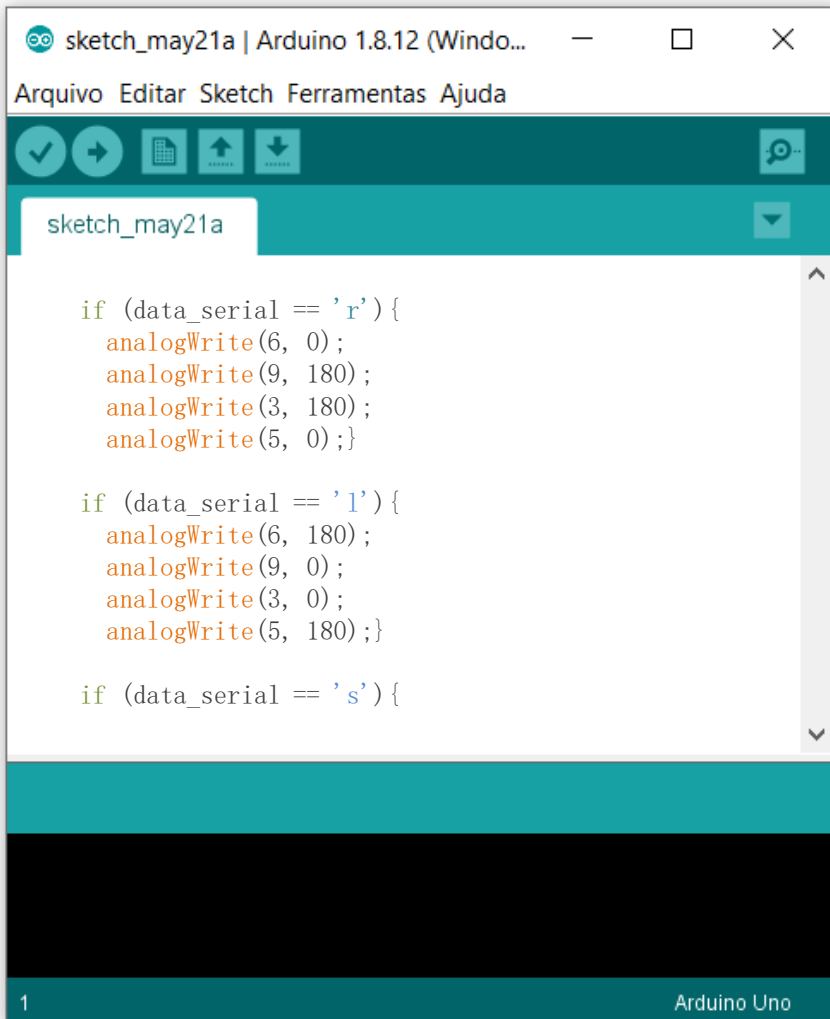 sketch_may21a | Arduino 1.8.12 (Windo...
Arquivo Editar Sketch Ferramentas Ajuda
sketch_may21a
if (data_serial == 'r'){
analogWrite(6, 0);
analogWrite(9, 180);
analogWrite(3, 180);
analogWrite(5, 0);}
if (data_serial == 'l'){
analogWrite(6, 180);
analogWrite(9, 0);
analogWrite(3, 0);
analogWrite(5, 180);}
if (data_serial == 's'){
1 Arduino Uno